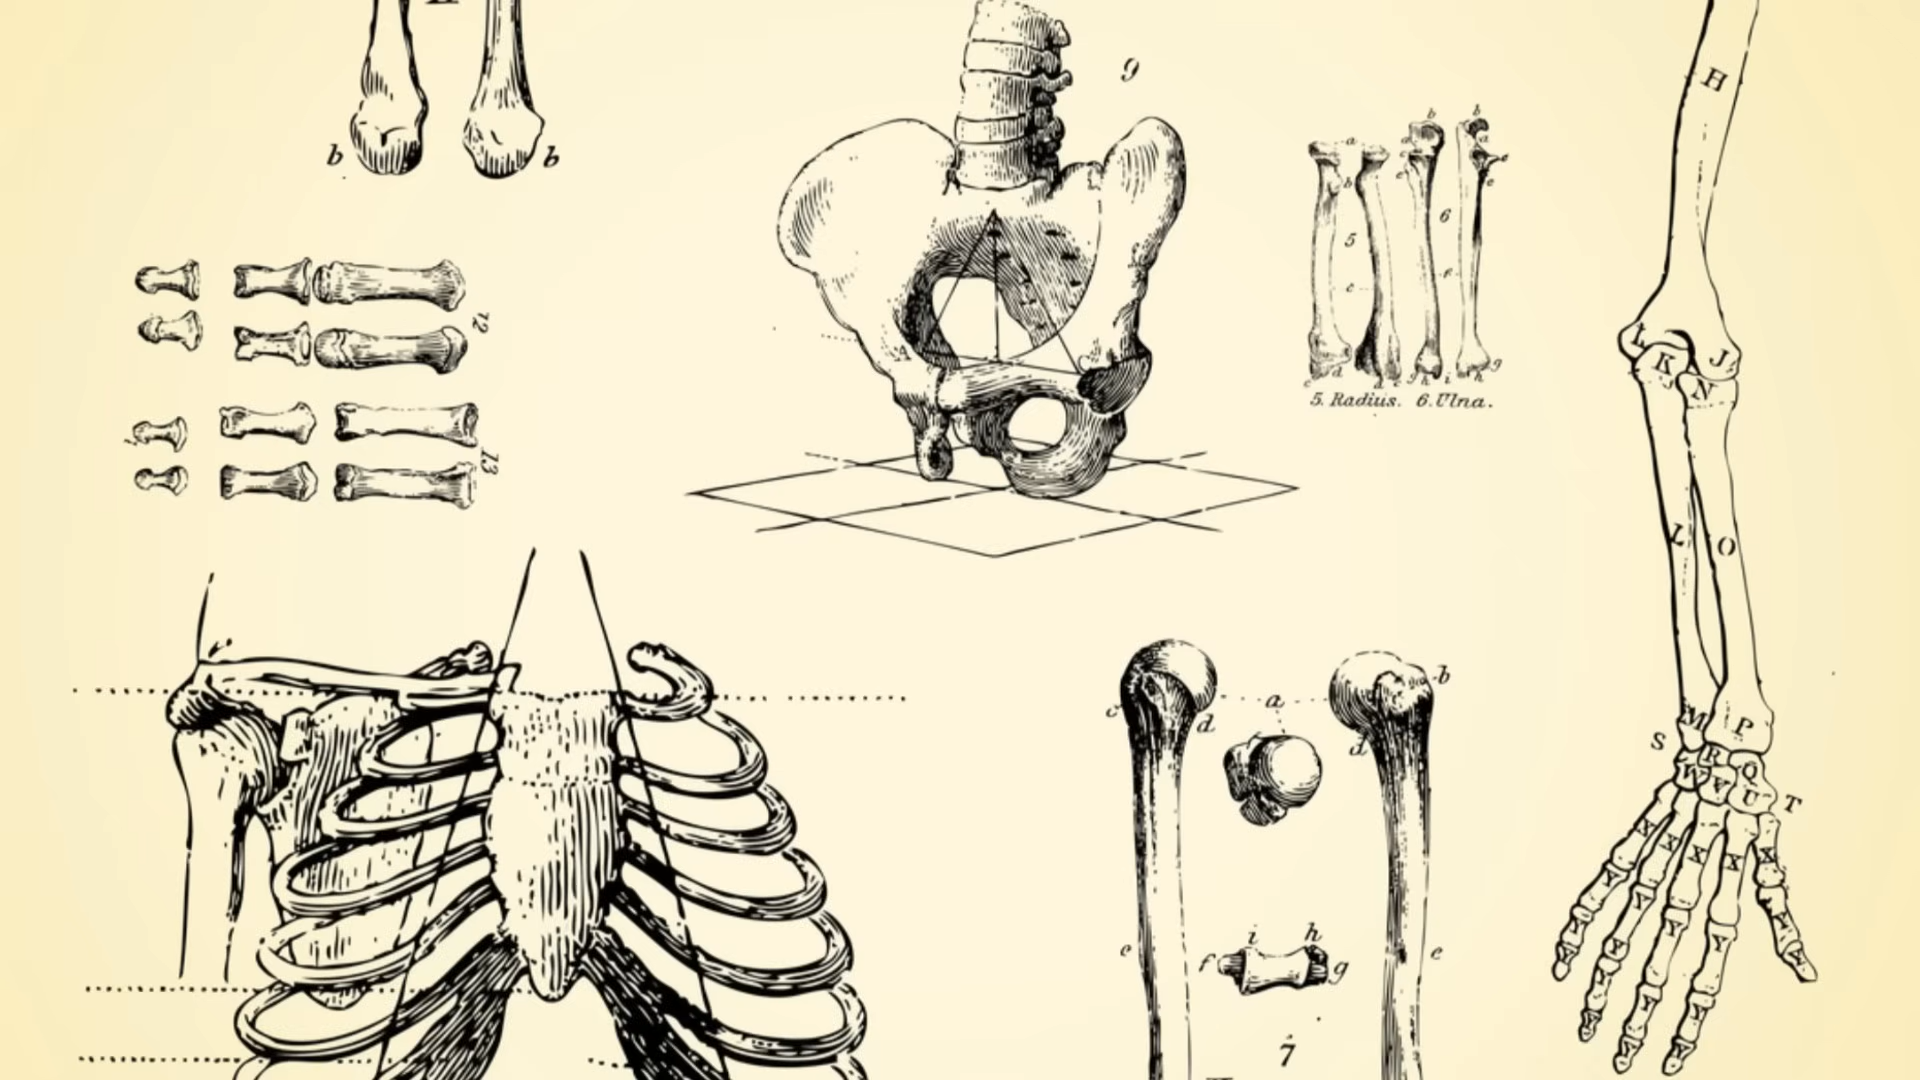 b b
9
H
b b
a a
b
6
5
c
5. Radius. 6. Ulna.
12
13
L K J
N
L O
b
c d a d
M P
S R Q
W V U T
X X X X X
Y Y Y Y
Y Y Y Y Y
Y Y Y
e e
i h
f g
7